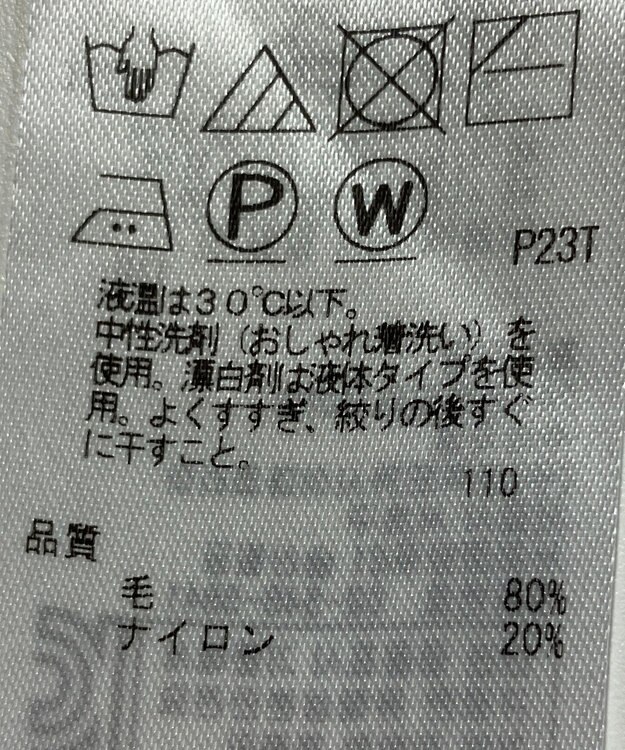 P W P23T
液温は30℃以下。
中性洗剤（おしゃれ着洗い）を
使用。漂白剤は液体タイプを使
用。よくすすぎ、絞りの後すぐ
に干すこと。
110
品質
毛 80%
ナイロン 20%